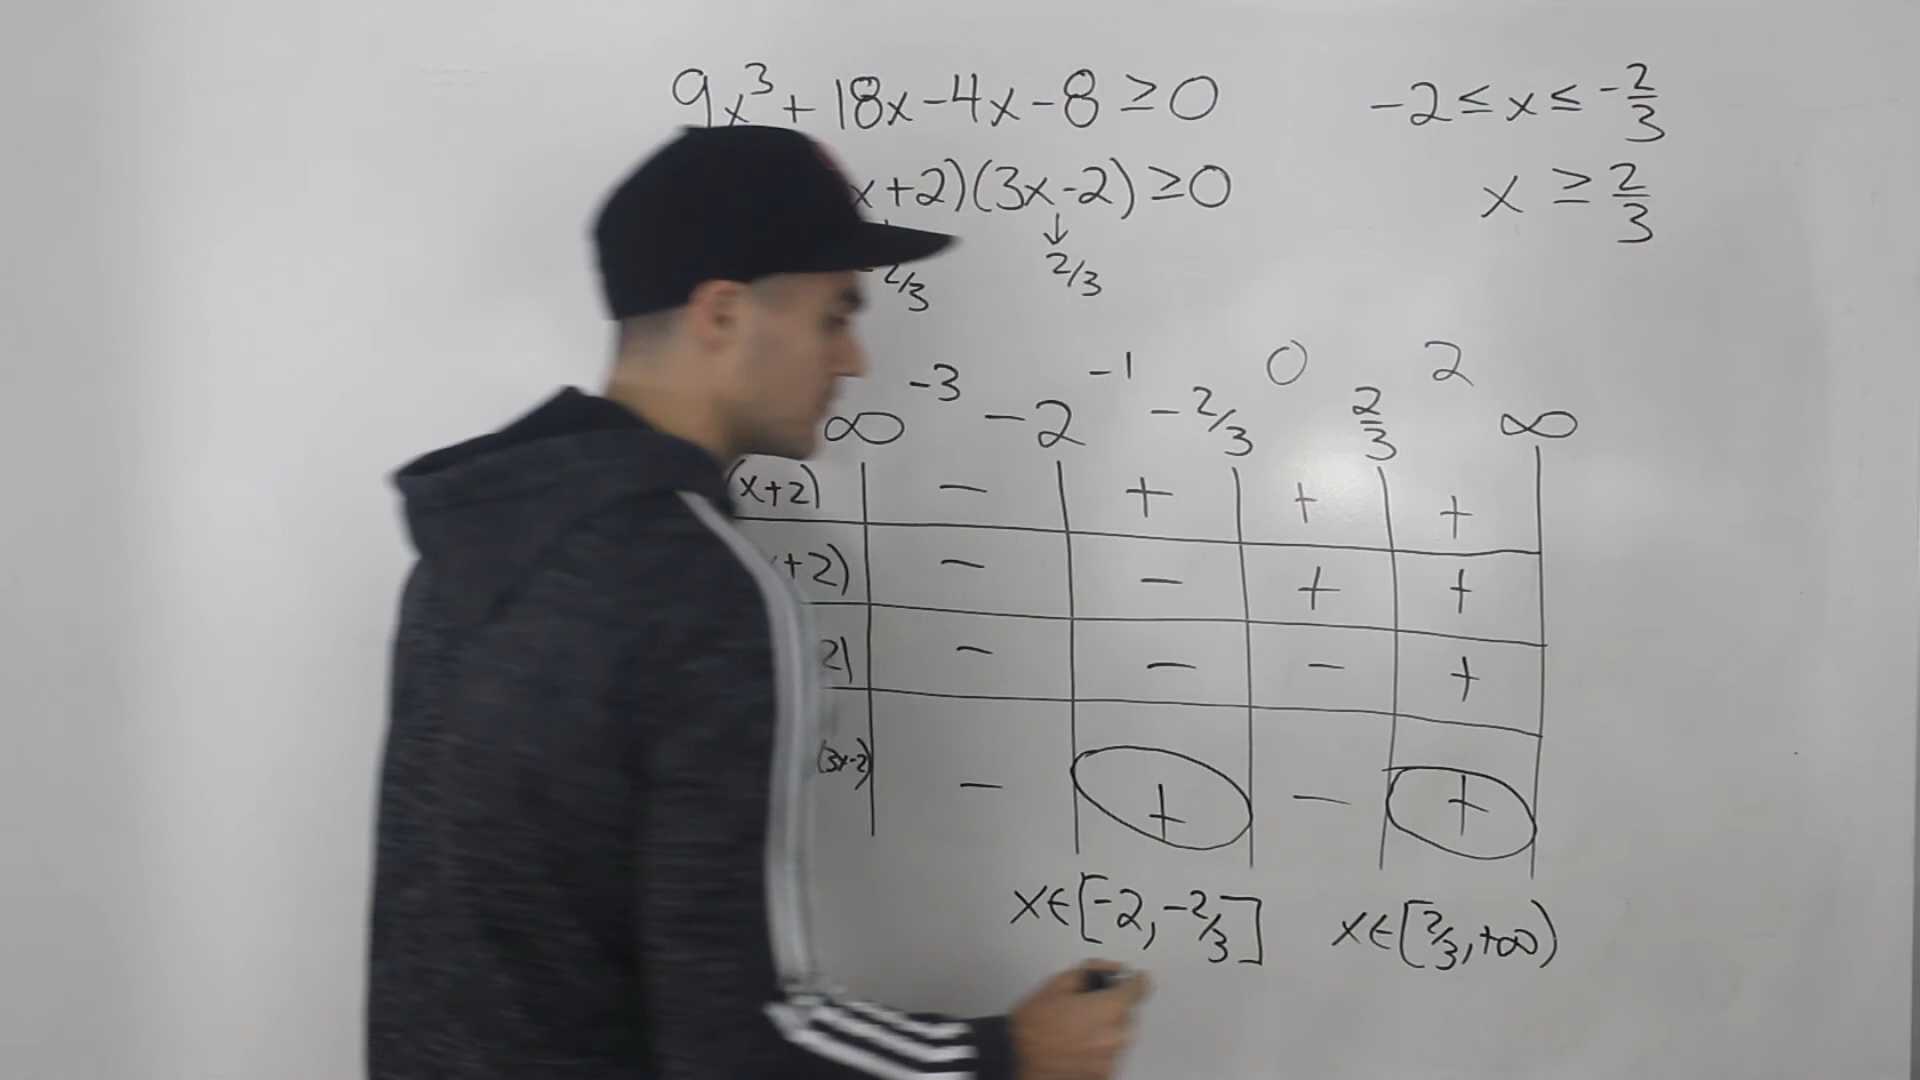 9x³ + 18x - 4x - 8 ≥ 0
x+2)(3x-2) ≥ 0
2/3 2/3
-2 ≤ x ≤ -2/3
x ≥ 2/3
-3 -1 0 2
∞ -2 -2/3 2/3 ∞
(x+2) - + + +
+2) - - + +
2) - - - +
(3x-2) - + - +
x∈[-2, -2/3] x∈[2/3, +∞)